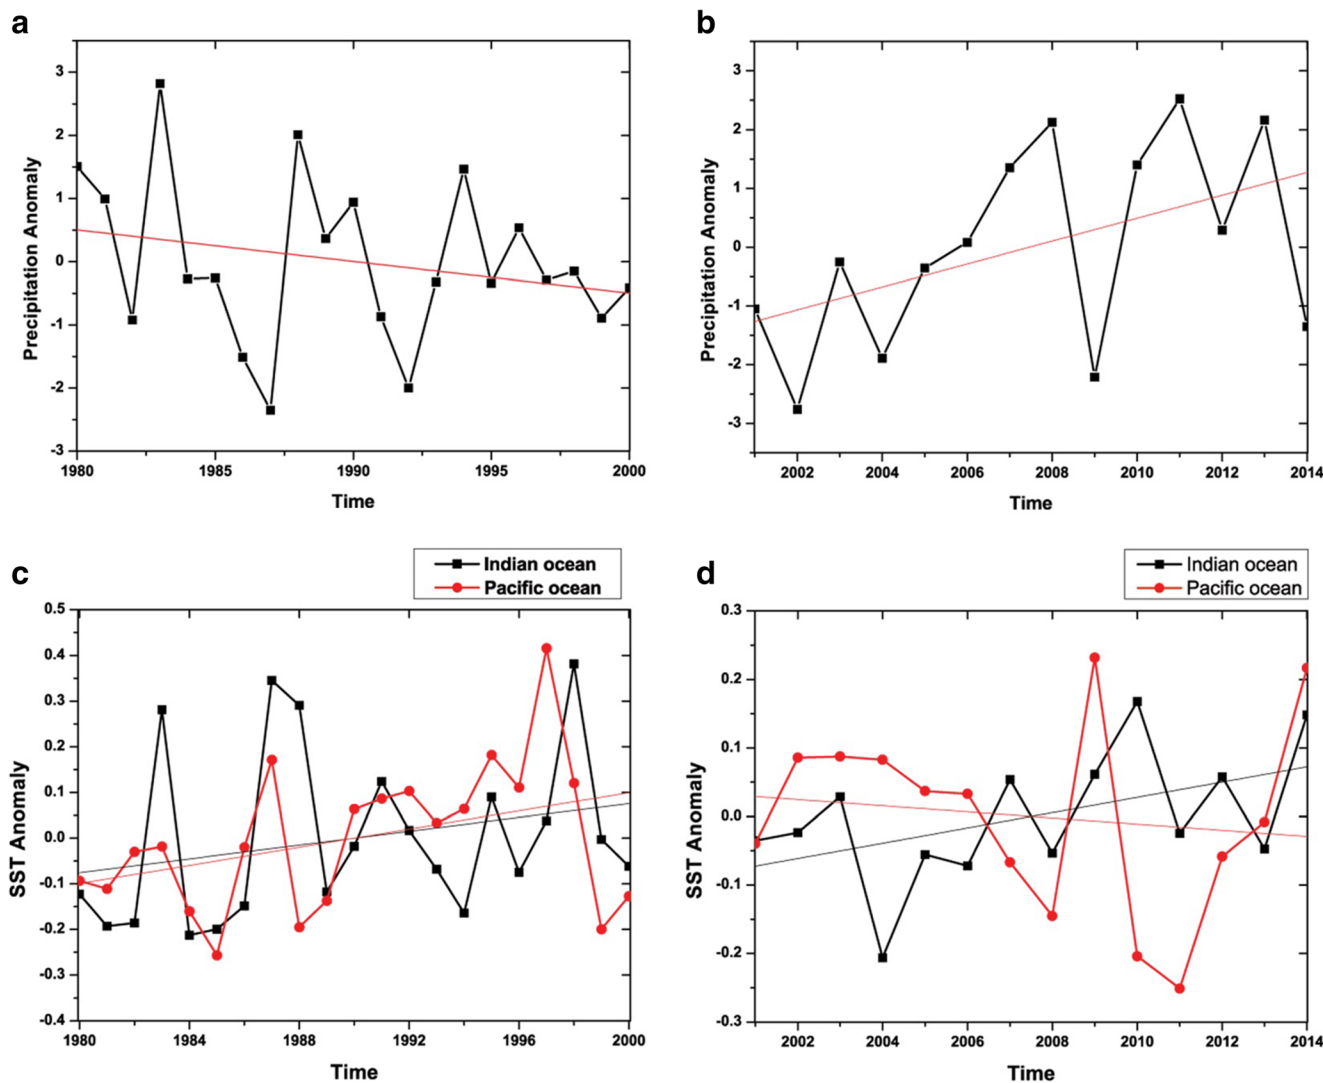 a
3
2
1
0
-1
-2
-3
Precipitation Anomaly
1980 1985 1990 1995 2000
Time
b
3
2
1
0
-1
-2
-3
Precipitation Anomaly
2002 2004 2006 2008 2010 2012 2014
Time
c
Indian ocean
Pacific ocean
0.5
0.4
0.3
0.2
0.1
0.0
-0.1
-0.2
-0.3
-0.4
SST Anomaly
1980 1984 1988 1992 1996 2000
Time
d
Indian ocean
Pacific ocean
0.3
0.2
0.1
0.0
-0.1
-0.2
-0.3
SST Anomaly
2002 2004 2006 2008 2010 2012 2014
Time